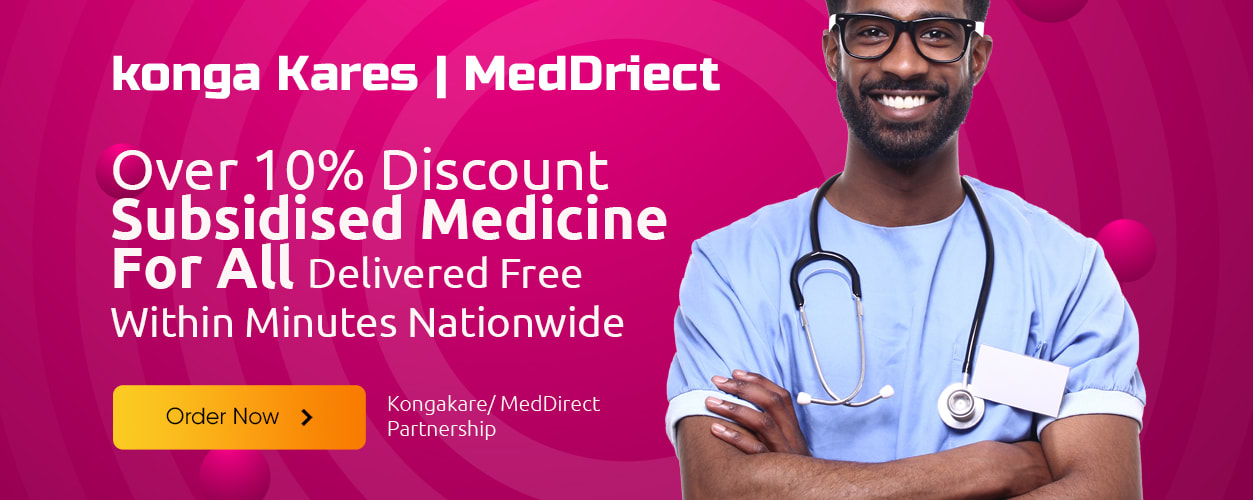 konga Kares | MedDriect
Over 10% Discount
Subsidised Medicine
For All Delivered Free
Within Minutes Nationwide
Order Now
Kongakare/ MedDirect
Partnership